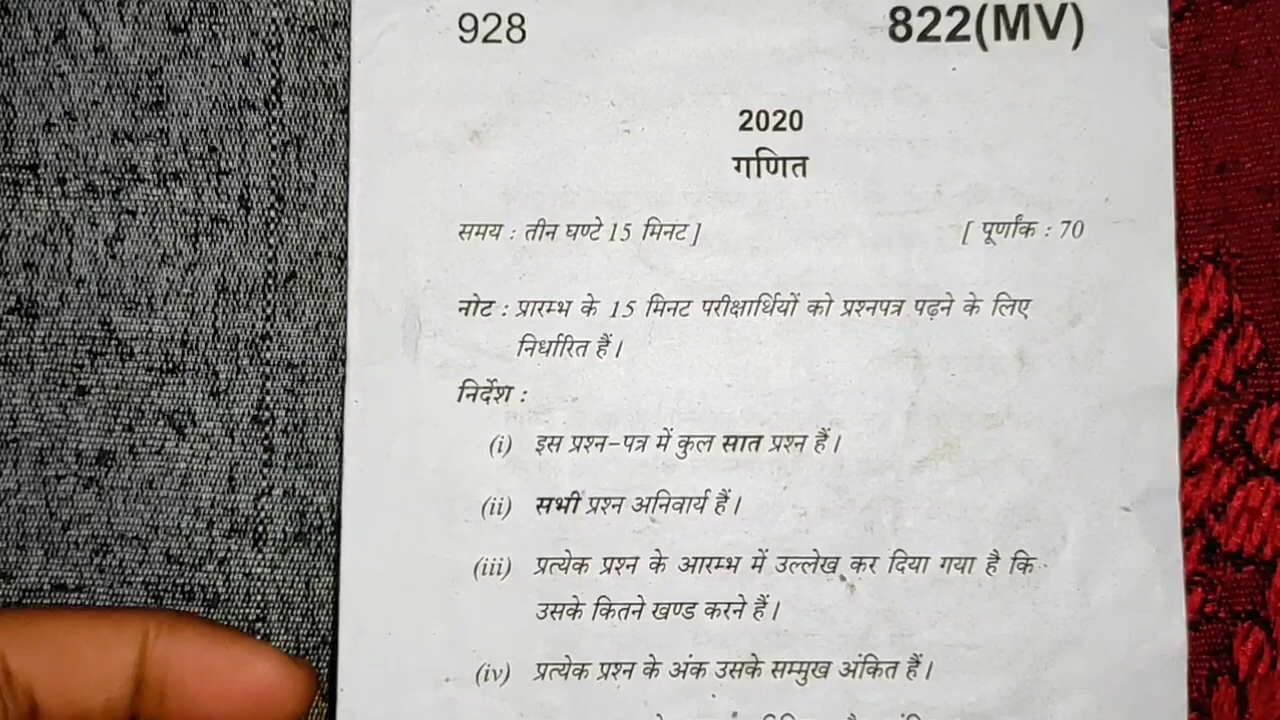 928
822(MV)
2020
गणित
समय : तीन घण्टे 15 मिनट]
[ पूर्णांक : 70
नोट : प्रारम्भ के 15 मिनट परीक्षार्थियों को प्रश्नपत्र पढ़ने के लिए
निर्धारित हैं।
निर्देश :
(i) इस प्रश्न-पत्र में कुल सात प्रश्न हैं।
(ii) सभी प्रश्न अनिवार्य हैं।
(iii) प्रत्येक प्रश्न के आरम्भ में उल्लेख कर दिया गया है कि
उसके कितने खण्ड करने हैं।
(iv) प्रत्येक प्रश्न के अंक उसके सम्मुख अंकित हैं।